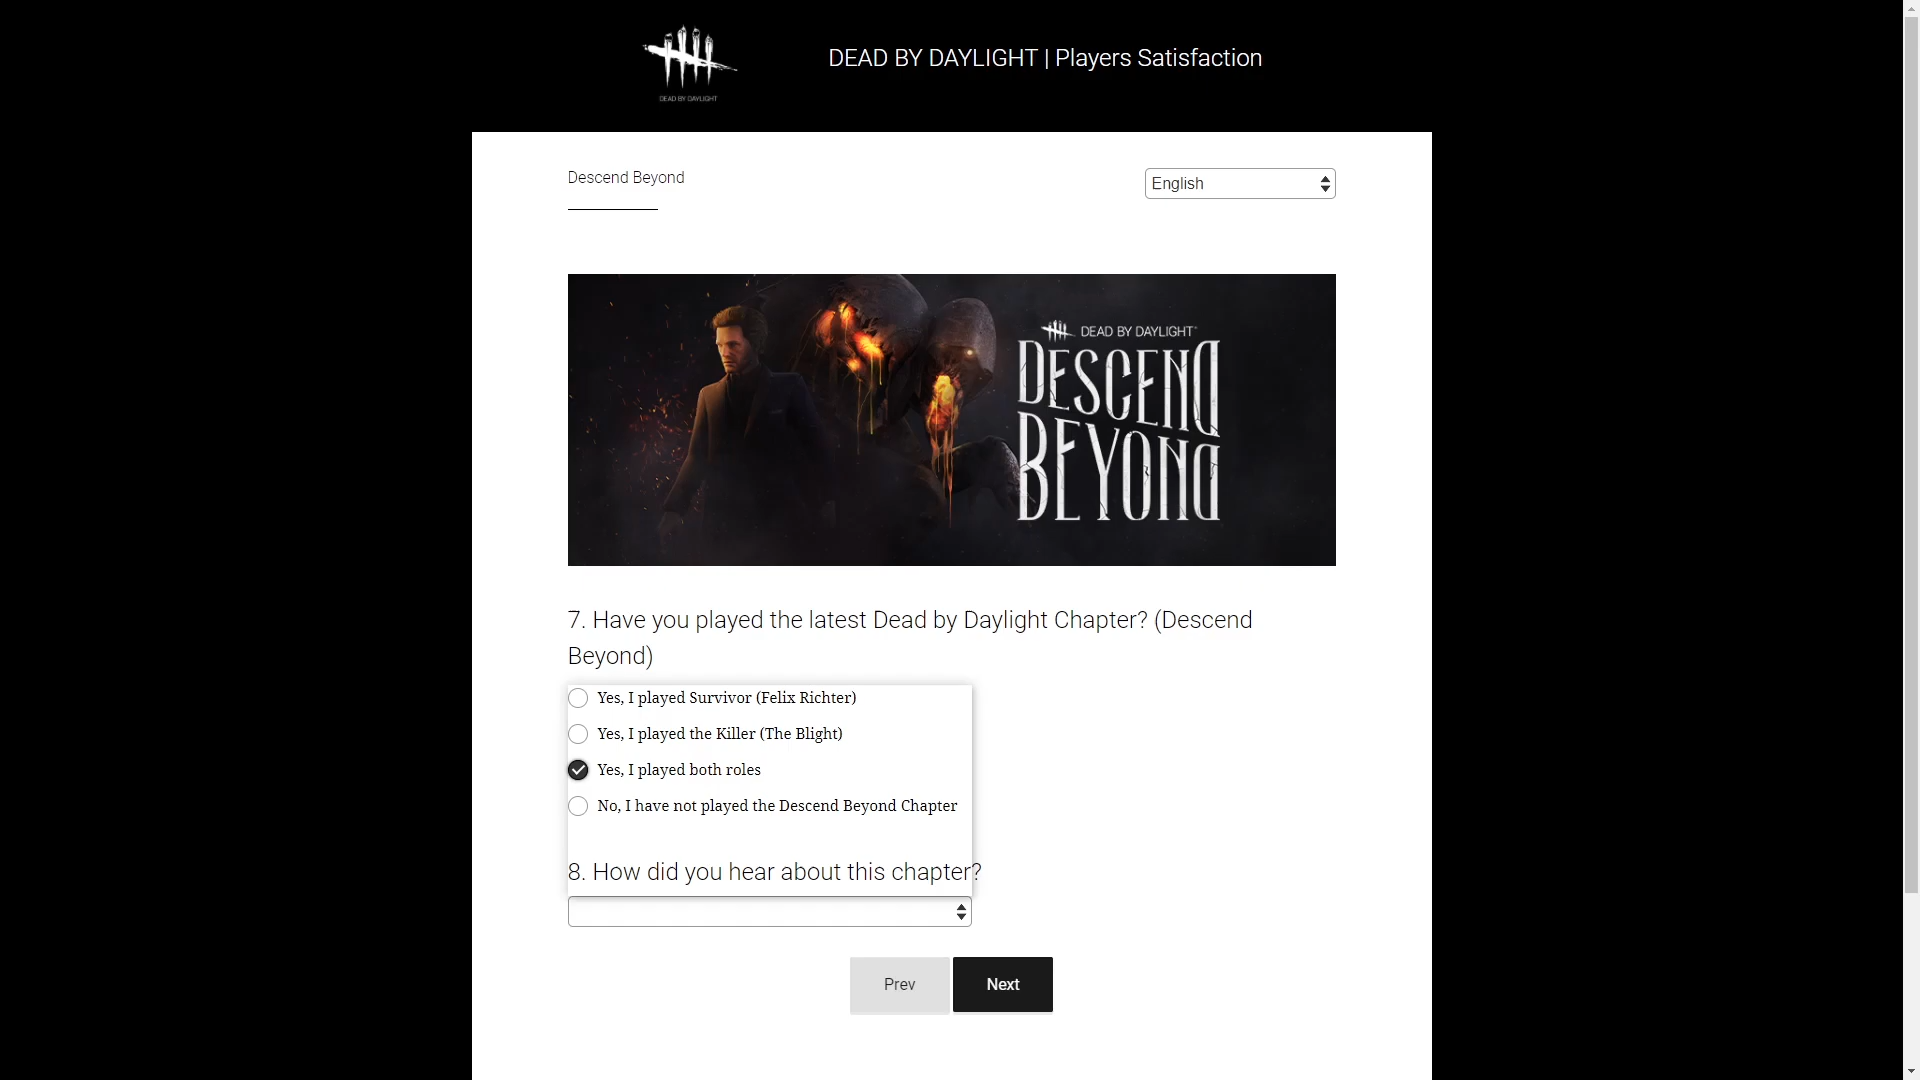 DEAD BY DAYLIGHT
DEAD BY DAYLIGHT | Players Satisfaction
Descend Beyond
English
DEAD BY DAYLIGHT™
DESCEND
BEYOND
7. Have you played the latest Dead by Daylight Chapter? (Descend
Beyond)
Yes, I played Survivor (Felix Richter)
Yes, I played the Killer (The Blight)
Yes, I played both roles
No, I have not played the Descend Beyond Chapter
8. How did you hear about this chapter?
Prev
Next